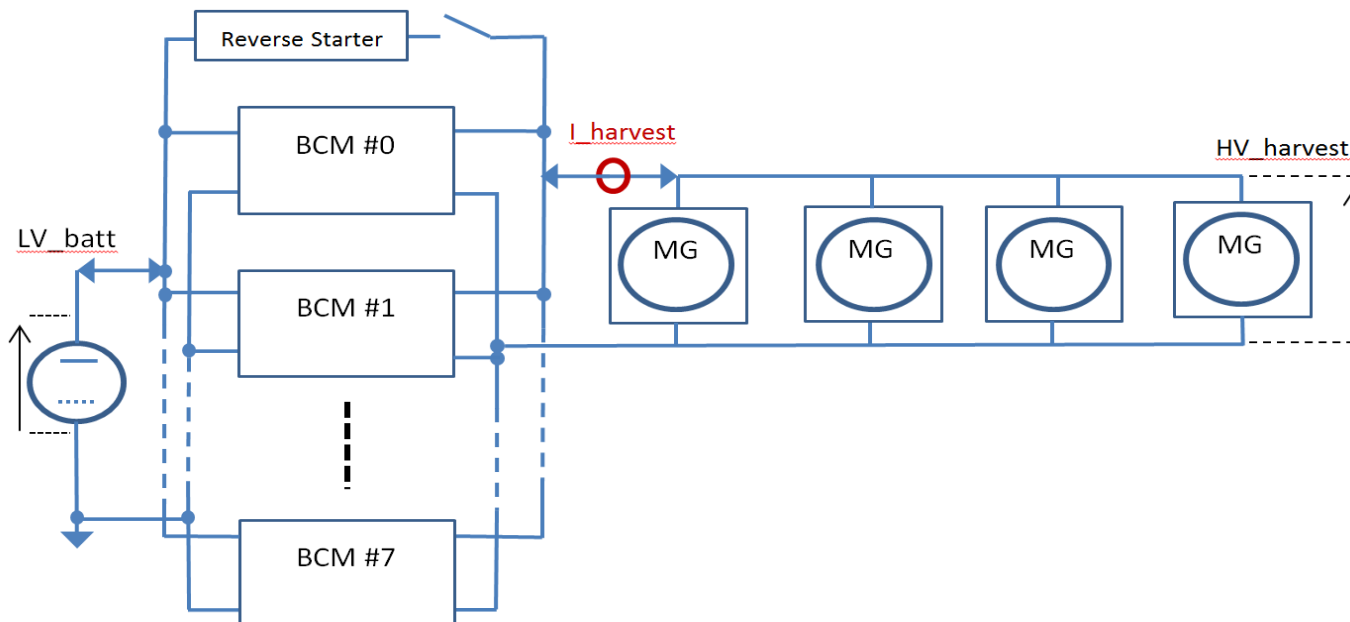 Reverse Starter
BCM #0
I_harvest
HV_harvest
MG
MG
MG
MG
LV_batt
BCM #1
BCM #7